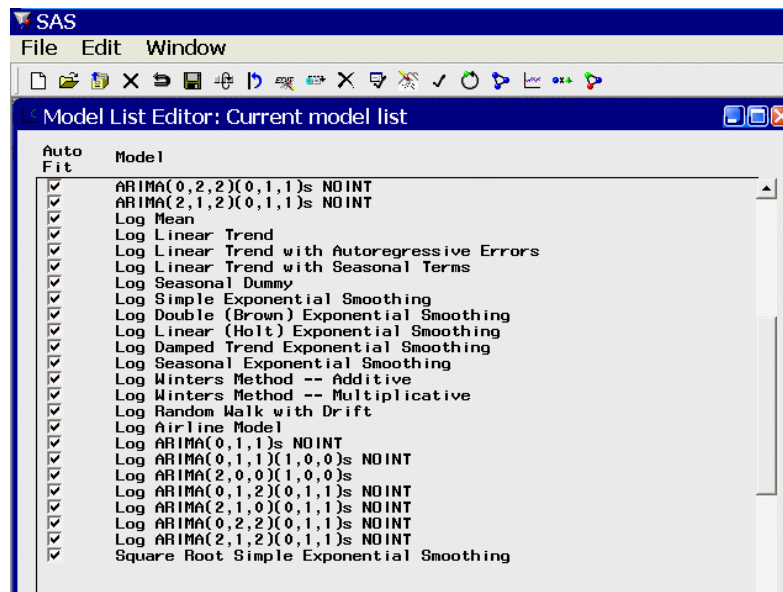 SAS
File Edit Window
Model List Editor: Current model list
Auto Fit Model
ARIMA(0,2,2)(0,1,1)s NOINT
ARIMA(2,1,2)(0,1,1)s NOINT
Log Mean
Log Linear Trend
Log Linear Trend with Autoregressive Errors
Log Linear Trend with Seasonal Terms
Log Seasonal Dummy
Log Simple Exponential Smoothing
Log Double (Brown) Exponential Smoothing
Log Linear (Holt) Exponential Smoothing
Log Damped Trend Exponential Smoothing
Log Seasonal Exponential Smoothing
Log Winters Method -- Additive
Log Winters Method -- Multiplicative
Log Random Walk with Drift
Log Airline Model
Log ARIMA(0,1,1)s NOINT
Log ARIMA(0,1,1)(1,0,0)s NOINT
Log ARIMA(2,0,0)(1,0,0)s
Log ARIMA(0,1,2)(0,1,1)s NOINT
Log ARIMA(2,1,0)(0,1,1)s NOINT
Log ARIMA(0,2,2)(0,1,1)s NOINT
Log ARIMA(2,1,2)(0,1,1)s NOINT
Square Root Simple Exponential Smoothing